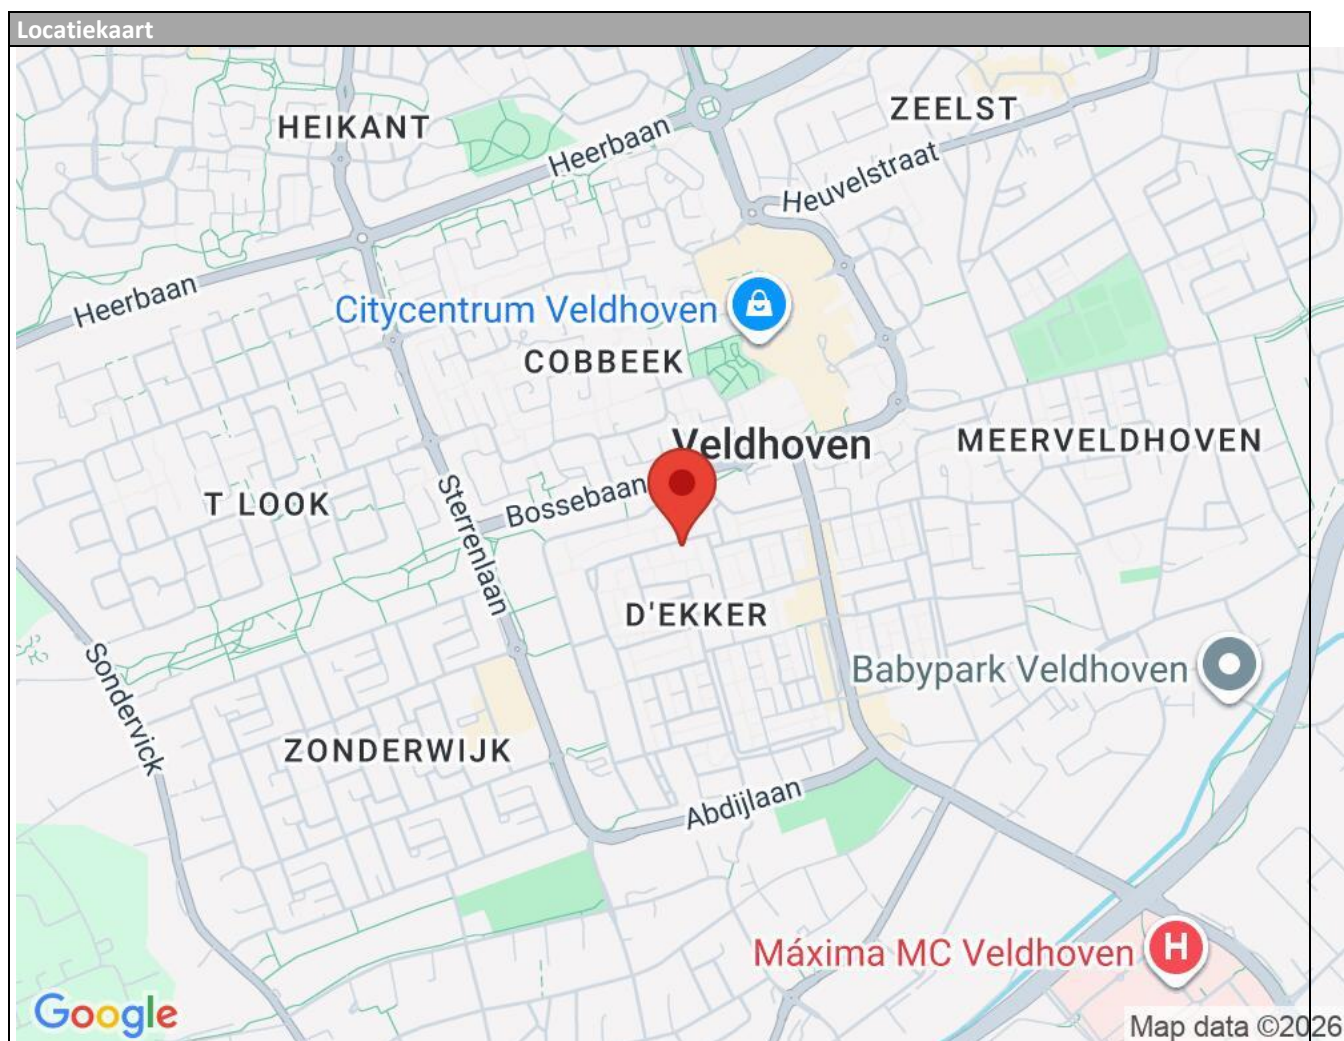 Locatiekaart
HEIKANT
ZEELST
Heerbaan
Heuvelstraat
Heerbaan
Citycentrum Veldhoven
COBBEEK
Veldhoven
MEERVELDHOVEN
T LOOK
Sterrenlaan
Bossebaan
D'EKKER
Sondervick
Babypark Veldhoven
ZONDERWIJK
Abdijlaan
Máxima MC Veldhoven
H
Google
Map data ©2026